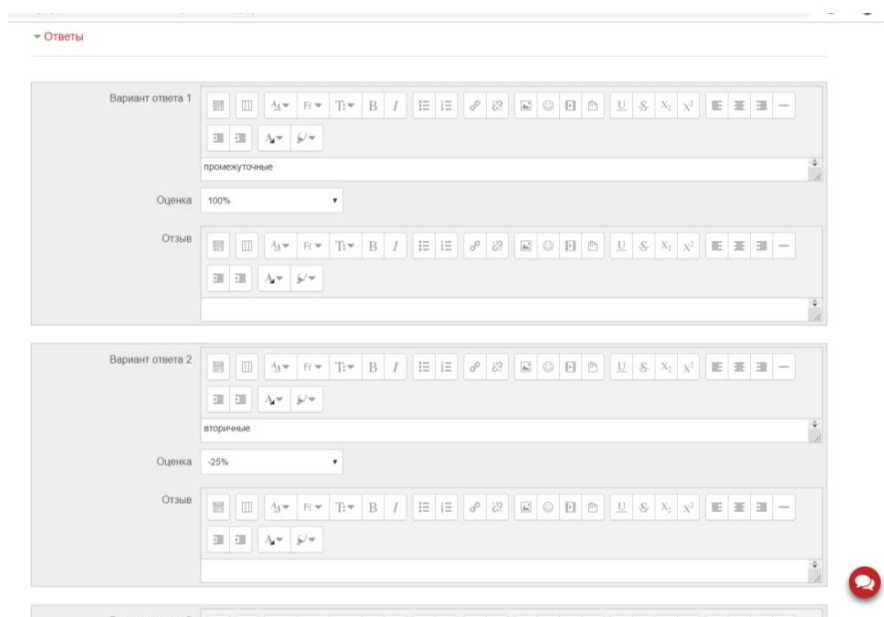 Ответы
Вариант ответа 1
промежуточные
Оценка 100%
Отзыв
Вариант ответа 2
вторичные
Оценка -25%
Отзыв